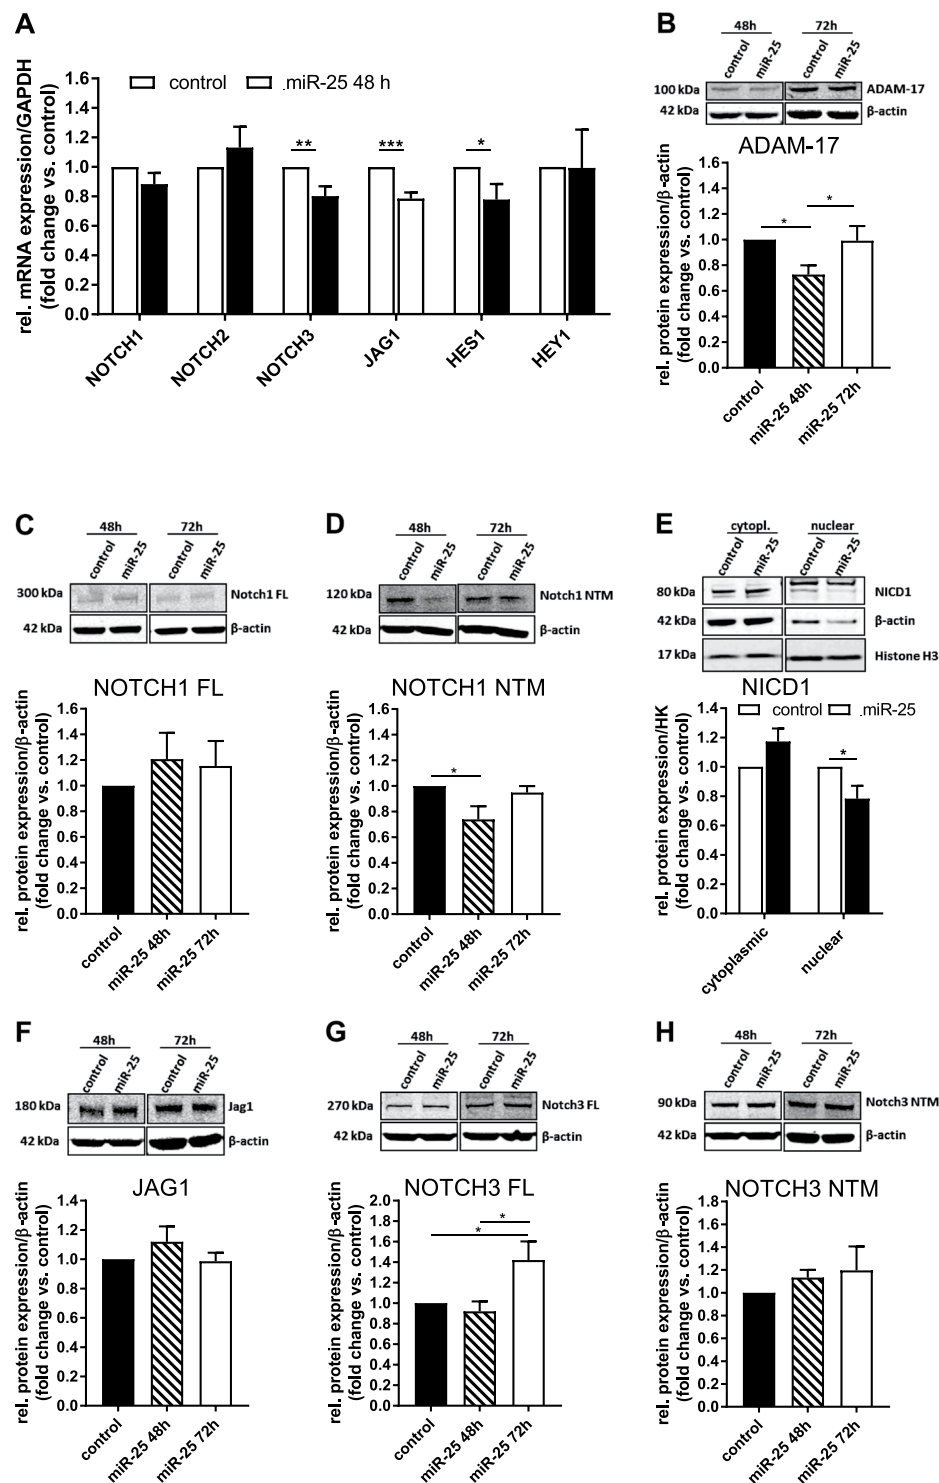 A
control
miR-25 48 h
rel. mRNA expression/GAPDH
(fold change vs. control)
1.6
1.4
1.2
1.0
0.8
0.6
0.4
0.2
0.0
**
***
*
NOTCH1
NOTCH2
NOTCH3
JAG1
HES1
HEY1
B
48h
72h
control
miR-25
control
miR-25
100 kDa
ADAM-17
42 kDa
β-actin
ADAM-17
rel. protein expression/β-actin
(fold change vs. control)
1.6
1.4
1.2
1.0
0.8
0.6
0.4
0.2
0.0
*
*
control
miR-25 48h
miR-25 72h
C
48h
72h
control
miR-25
control
miR-25
300 kDa
Notch1 FL
42 kDa
β-actin
NOTCH1 FL
rel. protein expression/β-actin
(fold change vs. control)
1.6
1.4
1.2
1.0
0.8
0.6
0.4
0.2
0.0
control
miR-25 48h
miR-25 72h
D
48h
72h
control
miR-25
control
miR-25
120 kDa
Notch1 NTM
42 kDa
β-actin
NOTCH1 NTM
rel. protein expression/β-actin
(fold change vs. control)
1.6
1.4
1.2
1.0
0.8
0.6
0.4
0.2
0.0
*
control
miR-25 48h
miR-25 72h
E
cytopl.
nuclear
control
miR-25
control
miR-25
80 kDa
NICD1
42 kDa
β-actin
17 kDa
Histone H3
NICD1
control
.miR-25
rel. protein expression/HK
(fold change vs. control)
1.4
1.2
1.0
0.8
0.6
0.4
0.2
0.0
*
cytoplasmic
nuclear
F
48h
72h
control
miR-25
control
miR-25
180 kDa
Jag1
42 kDa
β-actin
JAG1
rel. protein expression/β-actin
(fold change vs. control)
1.4
1.2
1.0
0.8
0.6
0.4
0.2
0.0
control
miR-25 48h
miR-25 72h
G
48h
72h
control
miR-25
control
miR-25
270 kDa
Notch3 FL
42 kDa
β-actin
NOTCH3 FL
rel. protein expression/β-actin
(fold change vs. control)
2.0
1.8
1.6
1.4
1.2
1.0
0.8
0.6
0.4
0.2
0.0
*
*
control
miR-25 48h
miR-25 72h
H
48h
72h
control
miR-25
control
miR-25
90 kDa
Notch3 NTM
42 kDa
β-actin
NOTCH3 NTM
rel. protein expression/β-actin
(fold change vs. control)
1.8
1.6
1.4
1.2
1.0
0.8
0.6
0.4
0.2
0.0
control
miR-25 48h
miR-25 72h